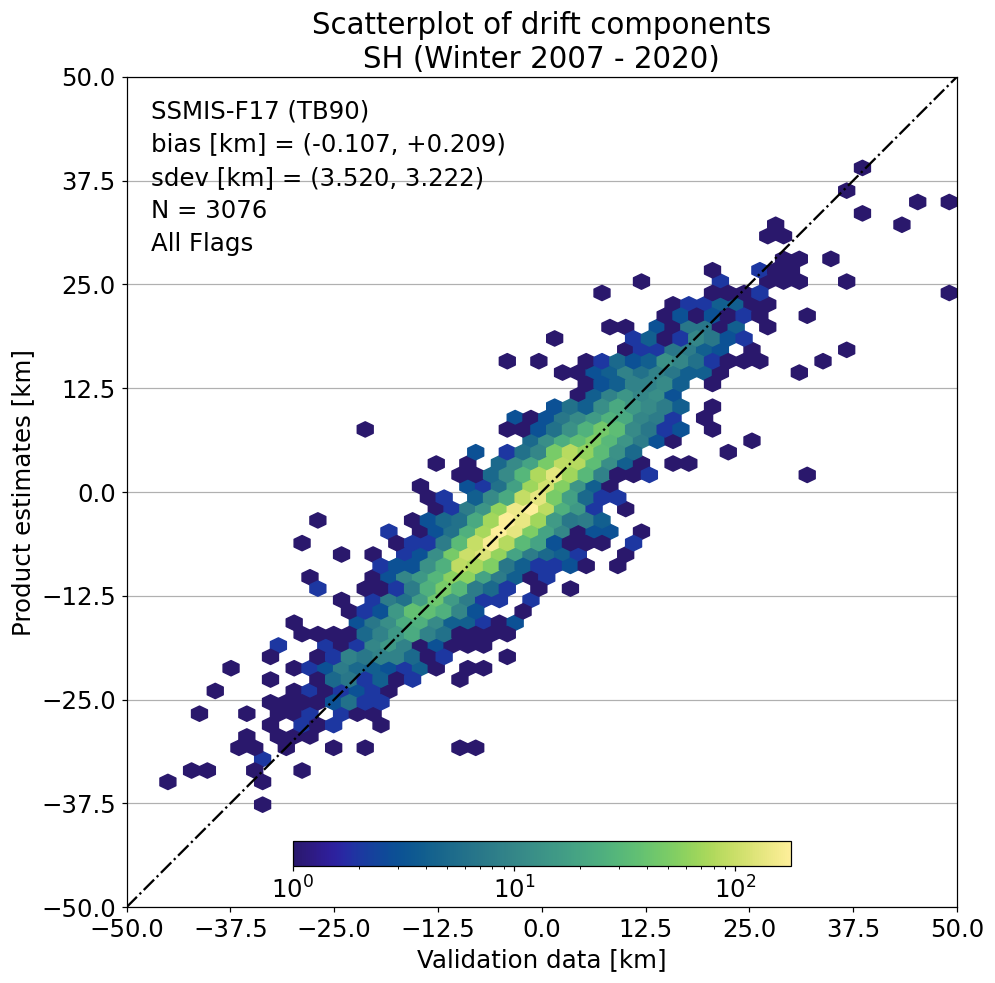 Scatterplot of drift components
SH (Winter 2007 - 2020)
50.0
37.5
25.0
12.5
0.0
−12.5
−25.0
−37.5
−50.0
Product estimates [km]
SSMIS-F17 (TB90)
bias [km] = (-0.107, +0.209)
sdev [km] = (3.520, 3.222)
N = 3076
All Flags
10⁰ 10¹ 10²
−50.0 −37.5 −25.0 −12.5 0.0 12.5 25.0 37.5 50.0
Validation data [km]